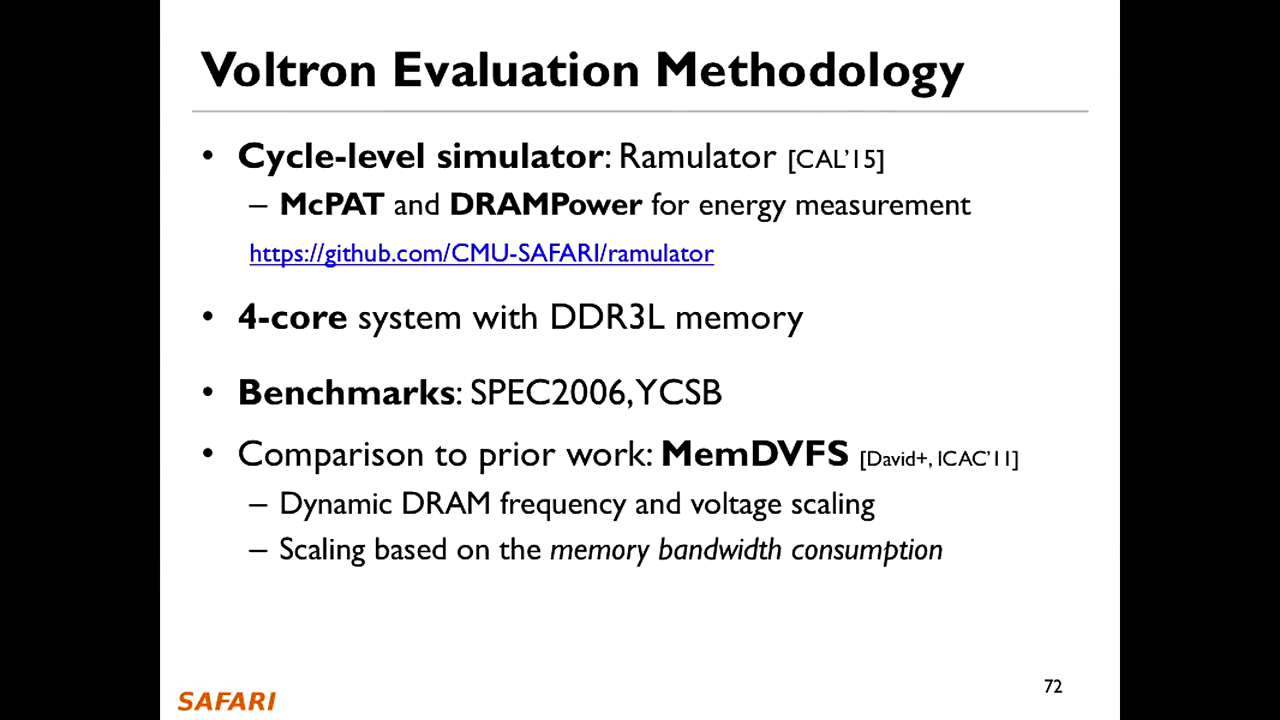 Voltron Evaluation Methodology
• Cycle-level simulator: Ramulator [CAL'15]
– McPAT and DRAMPower for energy measurement
https://github.com/CMU-SAFARI/ramulator
• 4-core system with DDR3L memory
• Benchmarks: SPEC2006, YCSB
• Comparison to prior work: MemDVFS [David+, ICAC'11]
– Dynamic DRAM frequency and voltage scaling
– Scaling based on the memory bandwidth consumption
72
SAFARI